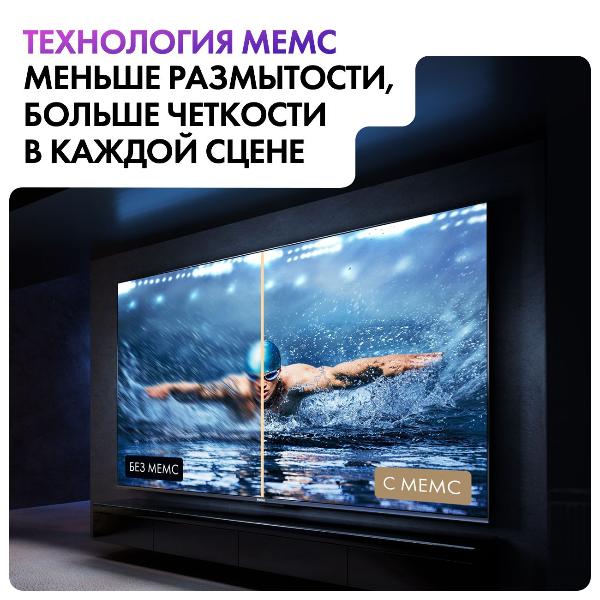 ТЕХНОЛОГИЯ MEMC
МЕНЬШЕ РАЗМЫТОСТИ,
БОЛЬШЕ ЧЕТКОСТИ
В КАЖДОЙ СЦЕНЕ
БЕЗ MEMC
С MEMC